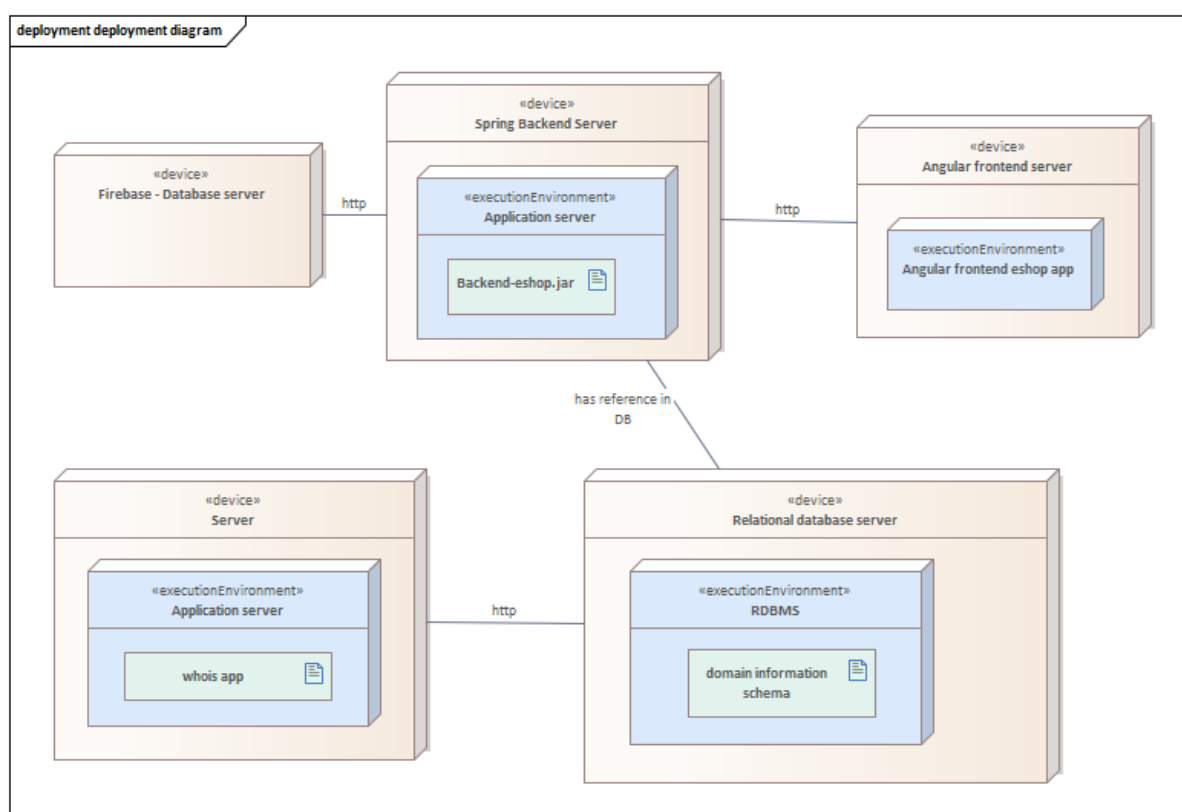 deployment deployment diagram
«device»
Spring Backend Server
«device»
Firebase - Database server
«device»
Angular frontend server
«executionEnvironment»
Application server
Backend-eshop.jar
http
http
«executionEnvironment»
Angular frontend eshop app
has reference in
DB
«device»
Server
«executionEnvironment»
Application server
whois app
http
«device»
Relational database server
«executionEnvironment»
RDBMS
domain information
schema